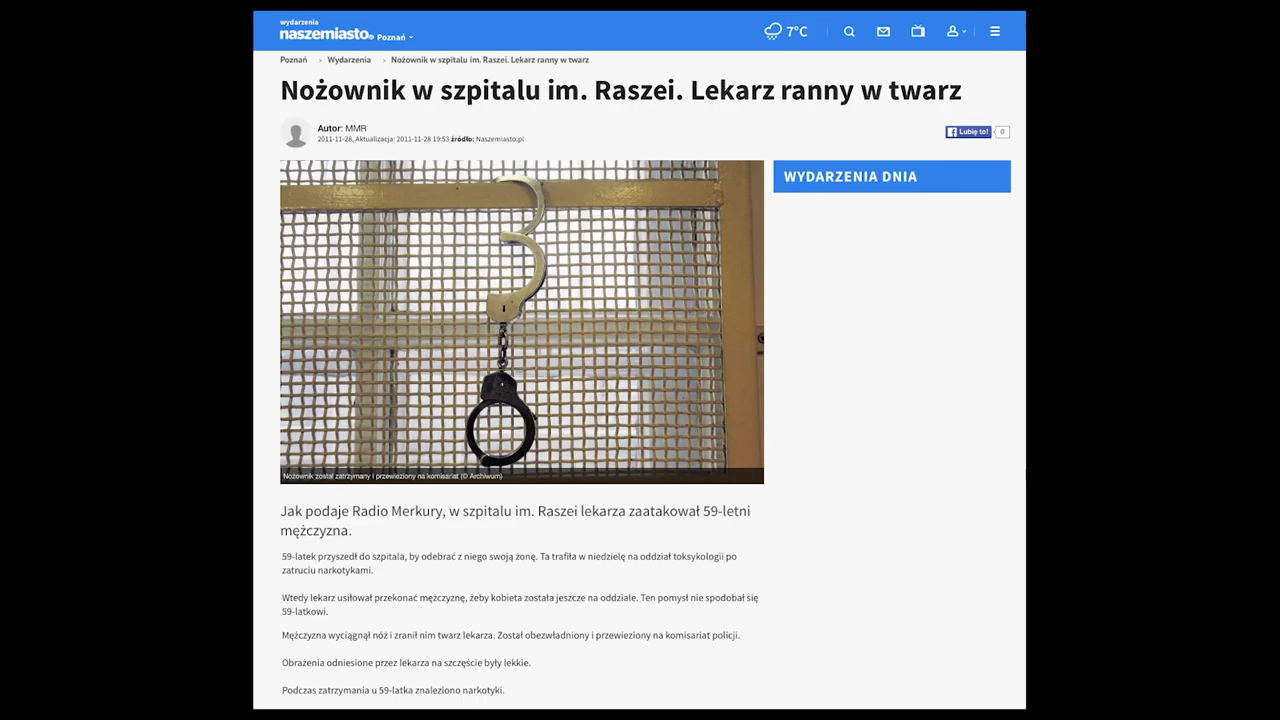 wydarzenia
naszemiasto® Poznań
7°C
Poznań > Wydarzenia > Nożownik w szpitalu im. Raszei. Lekarz ranny w twarz
Nożownik w szpitalu im. Raszei. Lekarz ranny w twarz
Autor: MMR
2011-11-28, Aktualizacja: 2011-11-28 19:53 źródło: Naszemiasto.pl
Lubię to! 0
WYDARZENIA DNIA
Nożownik został zatrzymany i przewieziony na komisariat (© Archiwum)
Jak podaje Radio Merkury, w szpitalu im. Raszei lekarza zaatakował 59-letni
mężczyzna.
59-latek przyszedł do szpitala, by odebrać z niego swoją żonę. Ta trafiła w niedzielę na oddział toksykologii po
zatruciu narkotykami.
Wtedy lekarz usiłował przekonać mężczyznę, żeby kobieta została jeszcze na oddziale. Ten pomysł nie spodobał się
59-latkowi.
Mężczyzna wyciągnął nóż i zranił nim twarz lekarza. Został obezwładniony i przewieziony na komisariat policji.
Obrażenia odniesione przez lekarza na szczęście były lekkie.
Podczas zatrzymania u 59-latka znaleziono narkotyki.